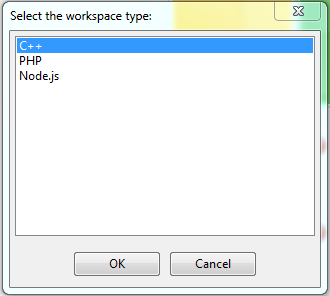 Select the workspace type:
C++
PHP
Node.js
OK
Cancel